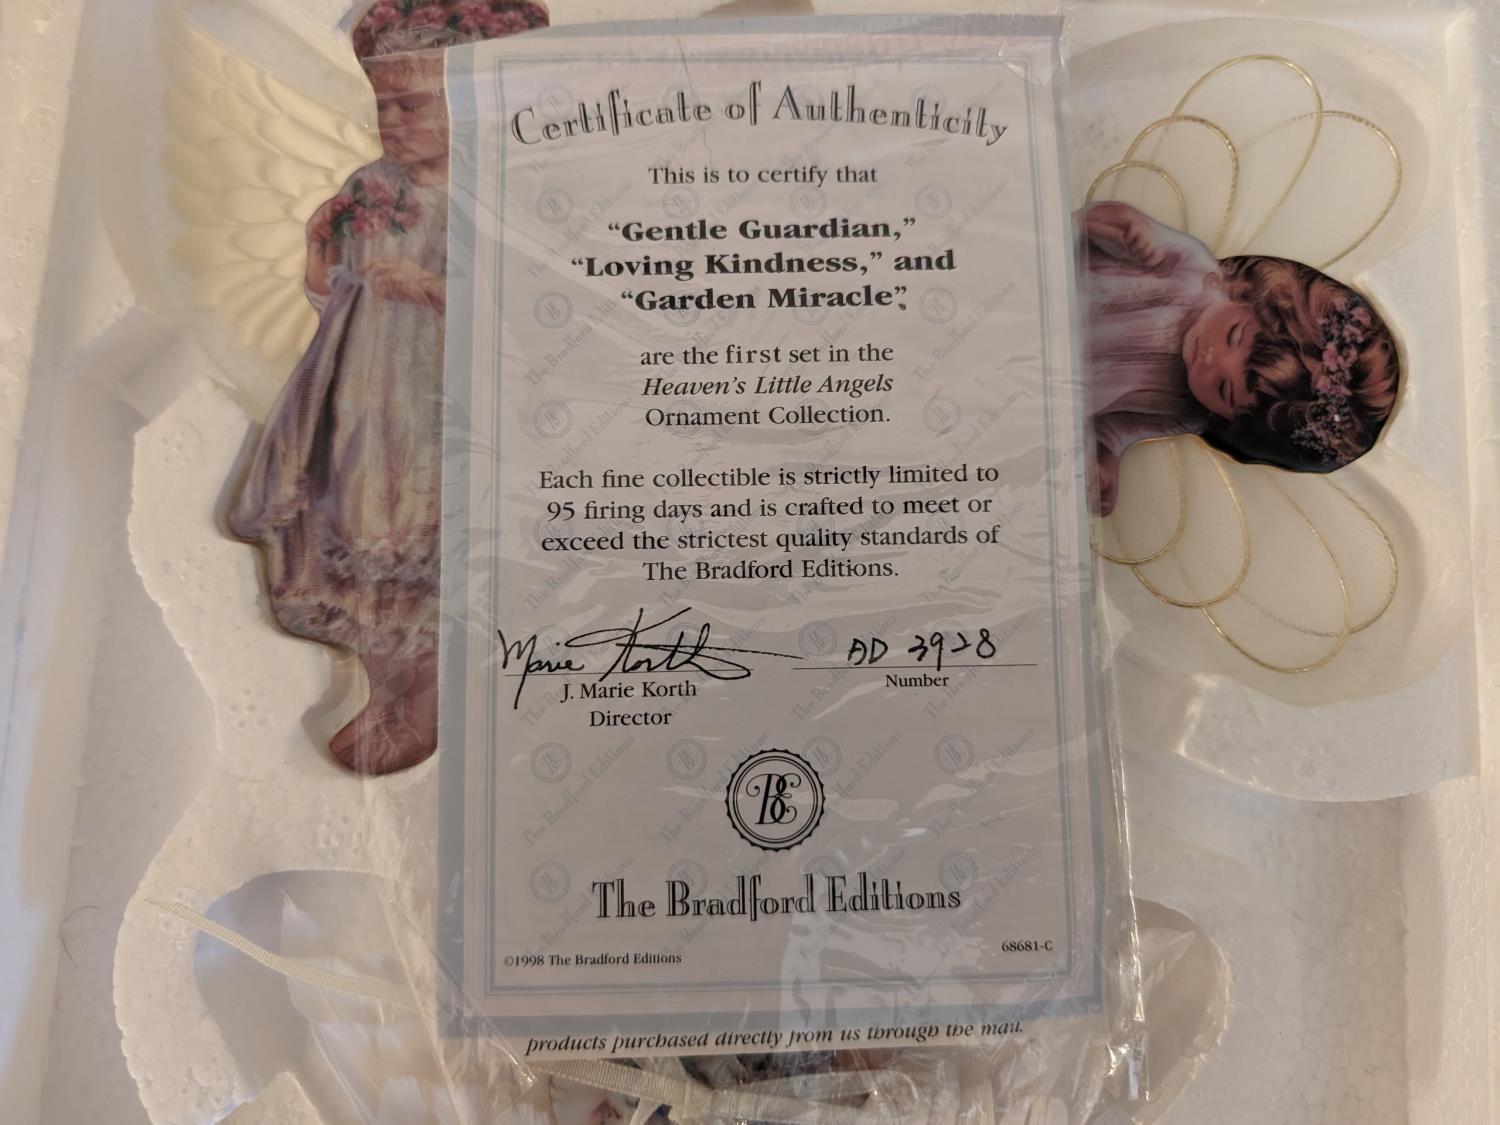 Certificate of Authenticity
This is to certify that
“Gentle Guardian,”
“Loving Kindness,” and
“Garden Miracle”,
are the first set in the
Heaven’s Little Angels
Ornament Collection.
Each fine collectible is strictly limited to
95 firing days and is crafted to meet or
exceed the strictest quality standards of
The Bradford Editions.
Marie Korth
AD 3928
J. Marie Korth
Number
Director
BE
The Bradford Editions
68681-C
©1998 The Bradford Editions
products purchased directly from us through the mail.